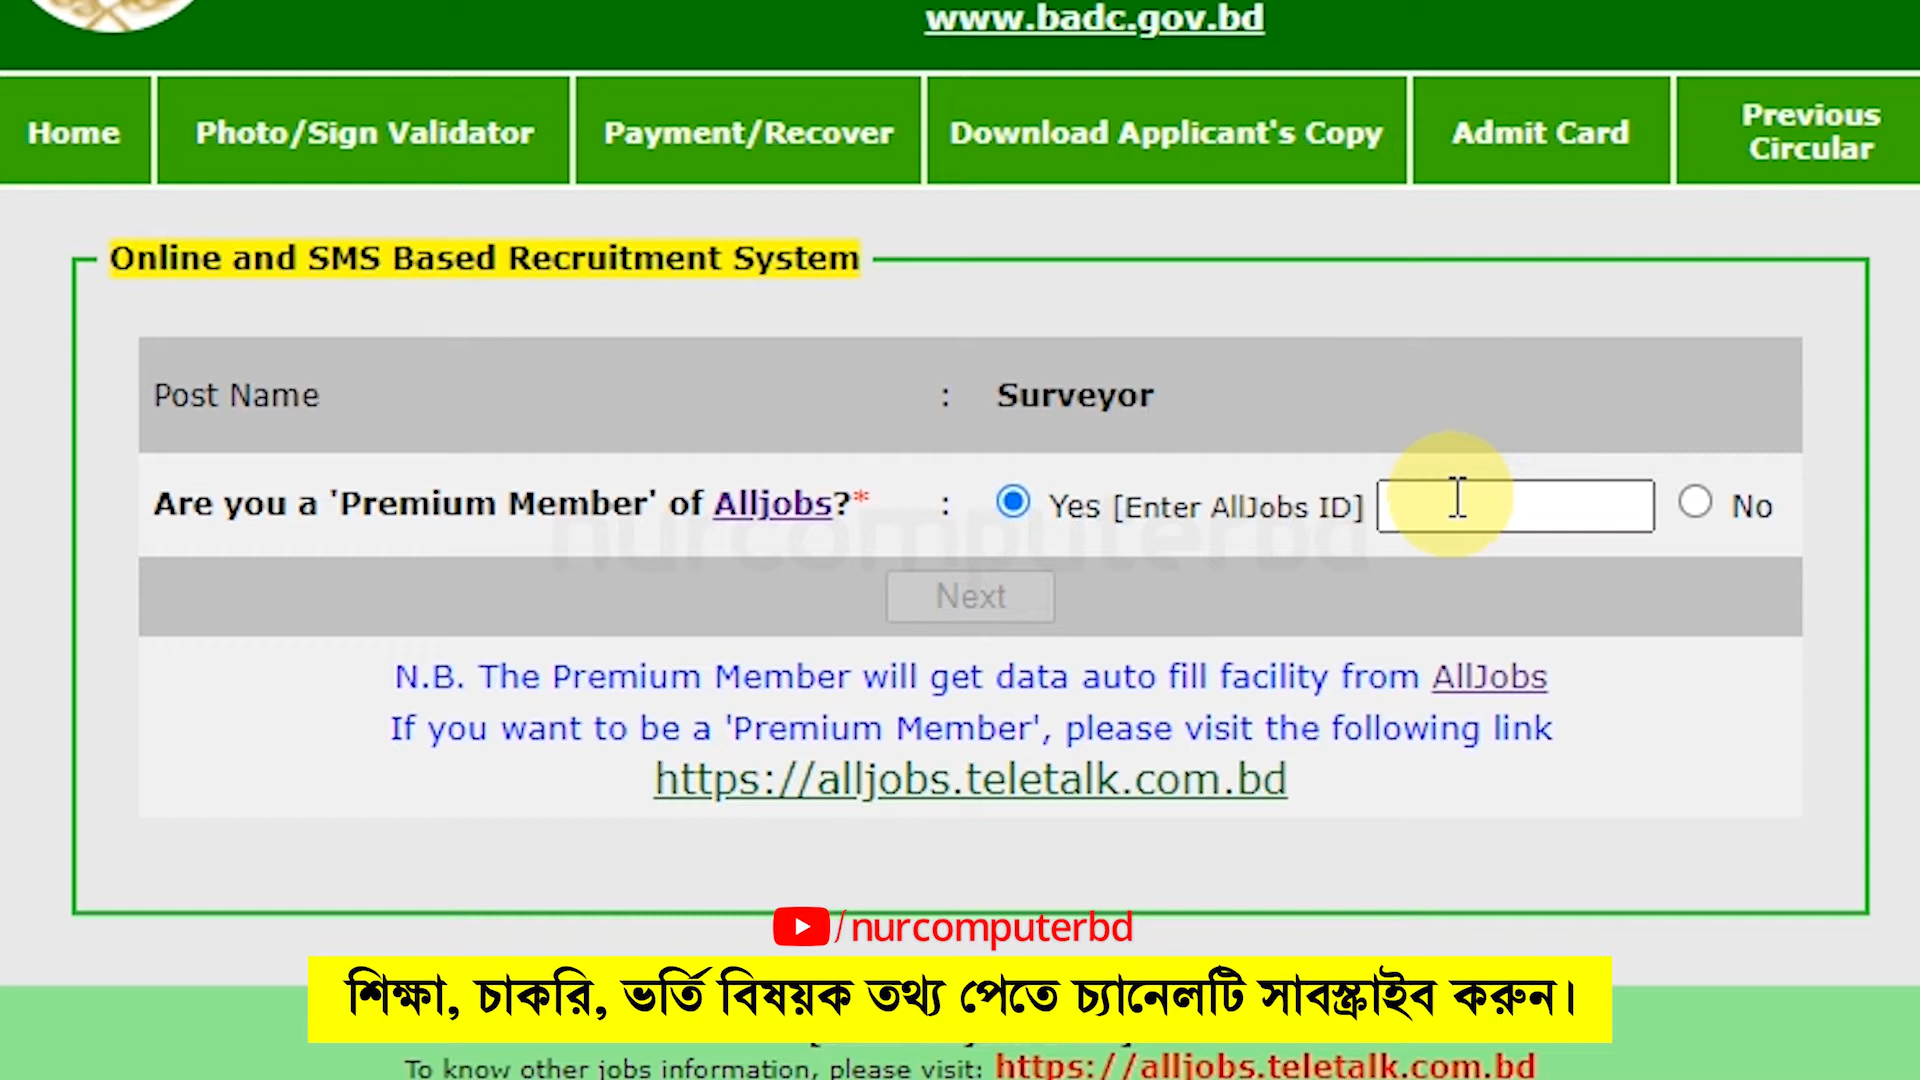 www.badc.gov.bd
Home
Photo/Sign Validator
Payment/Recover
Download Applicant's Copy
Admit Card
Previous
Circular
Online and SMS Based Recruitment System
Post Name : Surveyor
Are you a 'Premium Member' of Alljobs?* : Yes [Enter AllJobs ID] No
nurcomputerbd
Next
N.B. The Premium Member will get data auto fill facility from AllJobs
If you want to be a 'Premium Member', please visit the following link
https://alljobs.teletalk.com.bd
/nurcomputerbd
শিক্ষা, চাকরি, ভর্তি বিষয়ক তথ্য পেতে চ্যানেলটি সাবস্ক্রাইব করুন।
To know other jobs information, please visit: https://alljobs.teletalk.com.bd